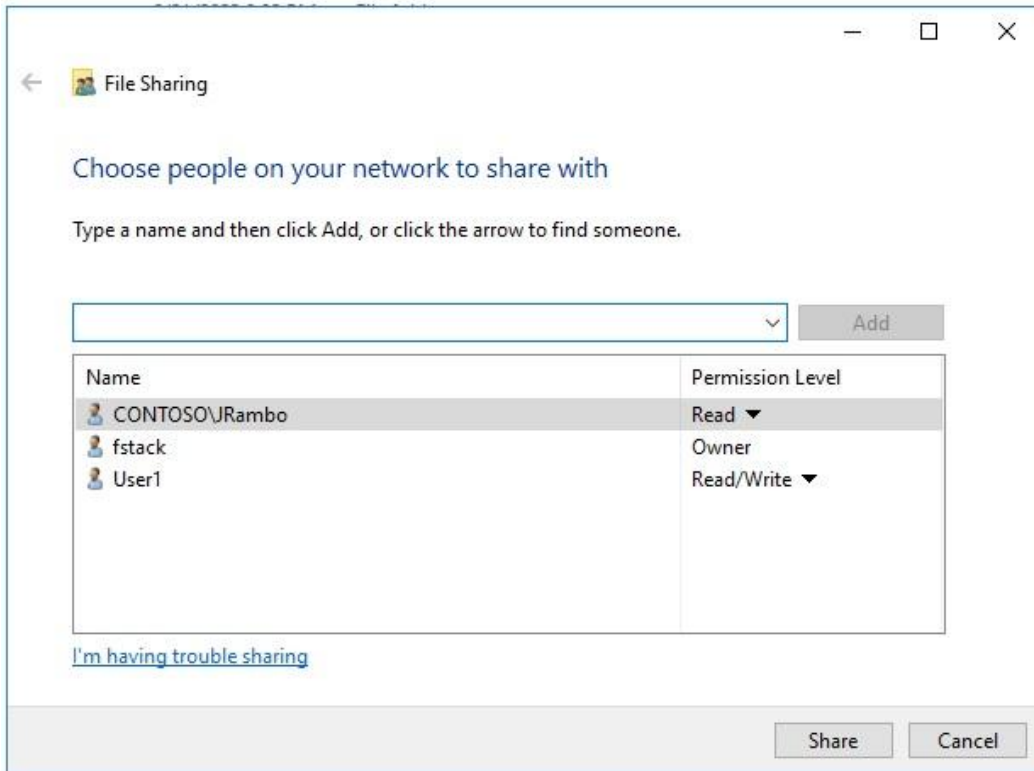 File Sharing
Choose people on your network to share with
Type a name and then click Add, or click the arrow to find someone.
Add
Name Permission Level
CONTOSO\JRambo Read
fstack Owner
User1 Read/Write
I'm having trouble sharing
Share Cancel